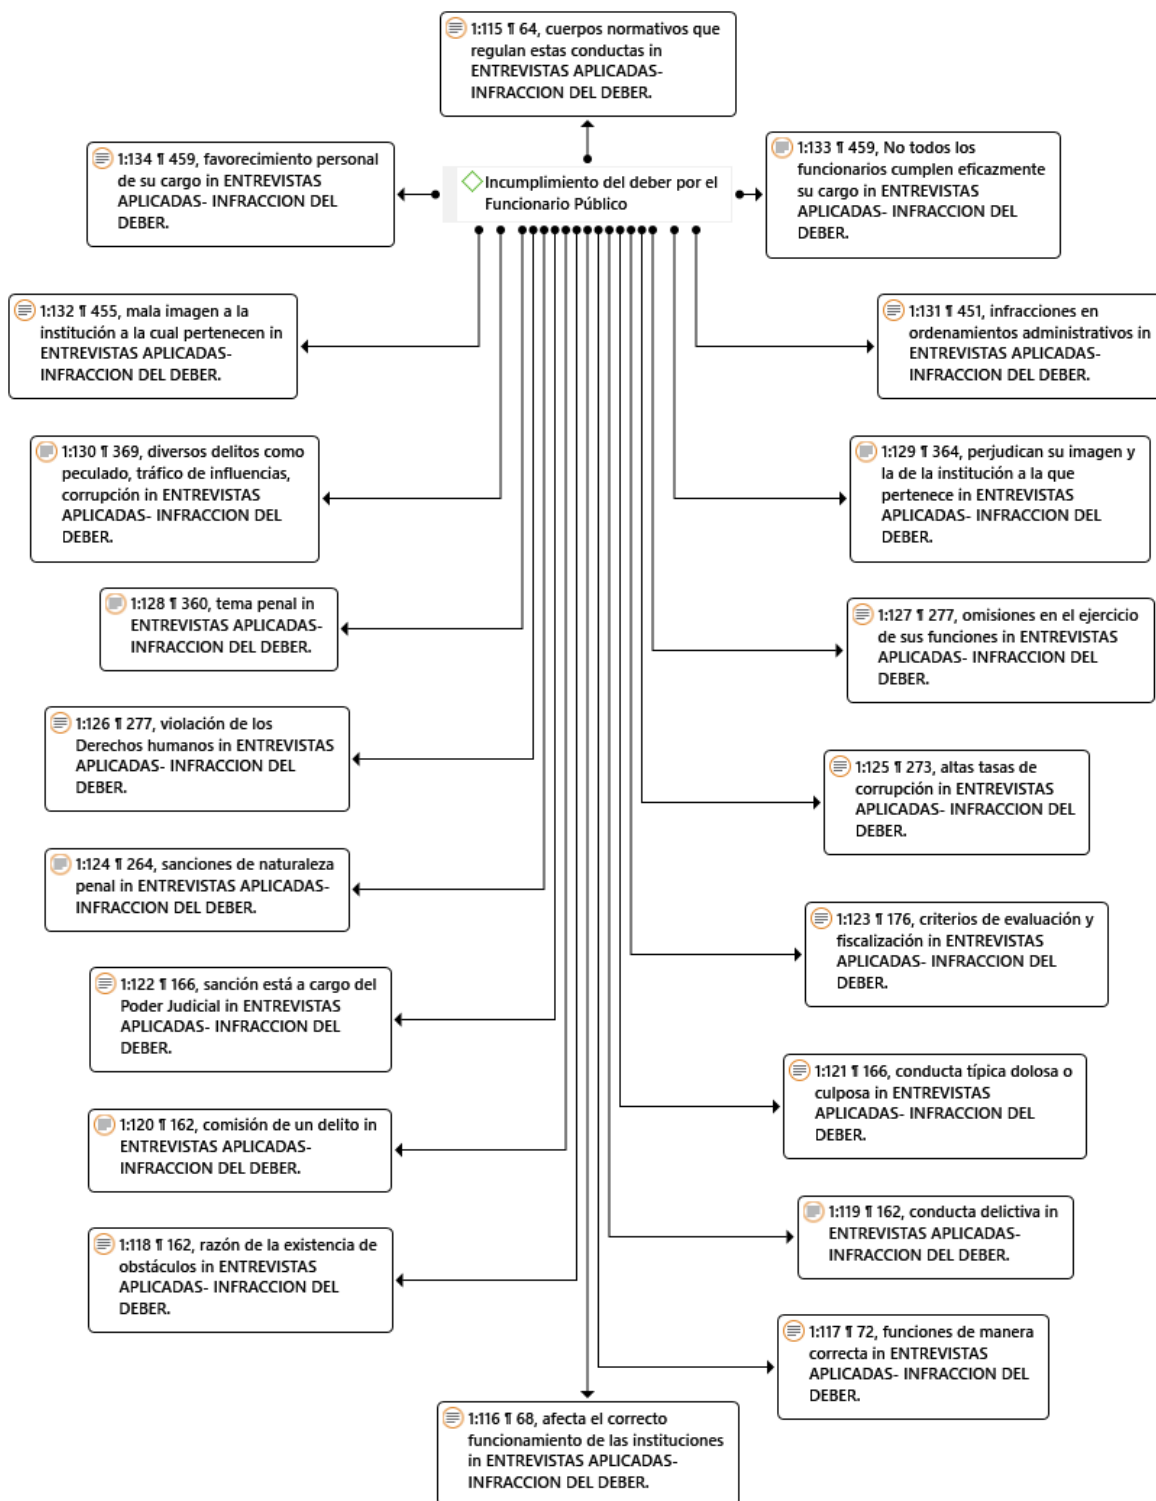 1:115 ¶ 64, cuerpos normativos que
regulan estas conductas in
ENTREVISTAS APLICADAS-
INFRACCION DEL DEBER.
1:134 ¶ 459, favorecimiento personal
de su cargo in ENTREVISTAS
APLICADAS- INFRACCION DEL
DEBER.
Incumplimiento del deber por el
Funcionario Público
1:133 ¶ 459, No todos los
funcionarios cumplen eficazmente
su cargo in ENTREVISTAS
APLICADAS- INFRACCION DEL
DEBER.
1:132 ¶ 455, mala imagen a la
institución a la cual pertenecen in
ENTREVISTAS APLICADAS-
INFRACCION DEL DEBER.
1:131 ¶ 451, infracciones en
ordenamientos administrativos in
ENTREVISTAS APLICADAS-
INFRACCION DEL DEBER.
1:130 ¶ 369, diversos delitos como
peculado, tráfico de influencias,
corrupción in ENTREVISTAS
APLICADAS- INFRACCION DEL
DEBER.
1:129 ¶ 364, perjudican su imagen y
la de la institución a la que
pertenece in ENTREVISTAS
APLICADAS- INFRACCION DEL
DEBER.
1:128 ¶ 360, tema penal in
ENTREVISTAS APLICADAS-
INFRACCION DEL DEBER.
1:127 ¶ 277, omisiones en el ejercicio
de sus funciones in ENTREVISTAS
APLICADAS- INFRACCION DEL
DEBER.
1:126 ¶ 277, violación de los
Derechos humanos in ENTREVISTAS
APLICADAS- INFRACCION DEL
DEBER.
1:125 ¶ 273, altas tasas de
corrupción in ENTREVISTAS
APLICADAS- INFRACCION DEL
DEBER.
1:124 ¶ 264, sanciones de naturaleza
penal in ENTREVISTAS APLICADAS-
INFRACCION DEL DEBER.
1:123 ¶ 176, criterios de evaluación y
fiscalización in ENTREVISTAS
APLICADAS- INFRACCION DEL
DEBER.
1:122 ¶ 166, sanción está a cargo del
Poder Judicial in ENTREVISTAS
APLICADAS- INFRACCION DEL
DEBER.
1:121 ¶ 166, conducta típica dolosa o
culposa in ENTREVISTAS
APLICADAS- INFRACCION DEL
DEBER.
1:120 ¶ 162, comisión de un delito in
ENTREVISTAS APLICADAS-
INFRACCION DEL DEBER.
1:119 ¶ 162, conducta delictiva in
ENTREVISTAS APLICADAS-
INFRACCION DEL DEBER.
1:118 ¶ 162, razón de la existencia de
obstáculos in ENTREVISTAS
APLICADAS- INFRACCION DEL
DEBER.
1:117 ¶ 72, funciones de manera
correcta in ENTREVISTAS
APLICADAS- INFRACCION DEL
DEBER.
1:116 ¶ 68, afecta el correcto
funcionamiento de las instituciones
in ENTREVISTAS APLICADAS-
INFRACCION DEL DEBER.